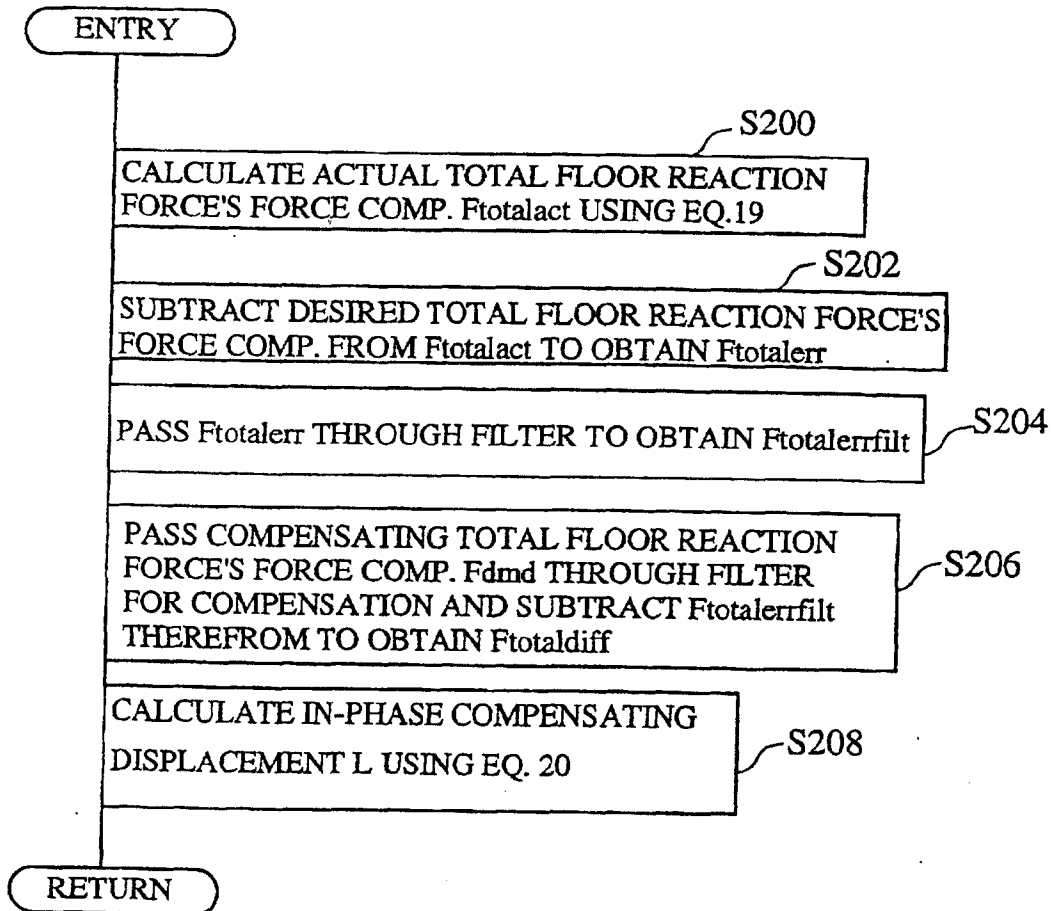 ENTRY
S200
CALCULATE ACTUAL TOTAL FLOOR REACTION
FORCE'S FORCE COMP. Ftotalact USING EQ.19
S202
SUBTRACT DESIRED TOTAL FLOOR REACTION FORCE'S
FORCE COMP. FROM Ftotalact TO OBTAIN Ftotalerr
S204
PASS Ftotalerr THROUGH FILTER TO OBTAIN Ftotalerrfilt
S206
PASS COMPENSATING TOTAL FLOOR REACTION
FORCE'S FORCE COMP. Fdmd THROUGH FILTER
FOR COMPENSATION AND SUBTRACT Ftotalerrfilt
THEREFROM TO OBTAIN Ftotaldiff
S208
CALCULATE IN-PHASE COMPENSATING
DISPLACEMENT L USING EQ. 20
RETURN